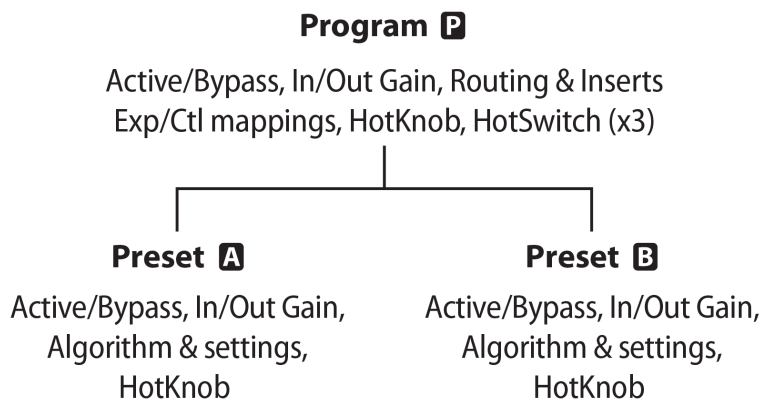 Program P
Active/Bypass, In/Out Gain, Routing & Inserts
Exp/Ctl mappings, HotKnob, HotSwitch (x3)
Preset A
Active/Bypass, In/Out Gain,
Algorithm & settings,
HotKnob
Preset B
Active/Bypass, In/Out Gain,
Algorithm & settings,
HotKnob